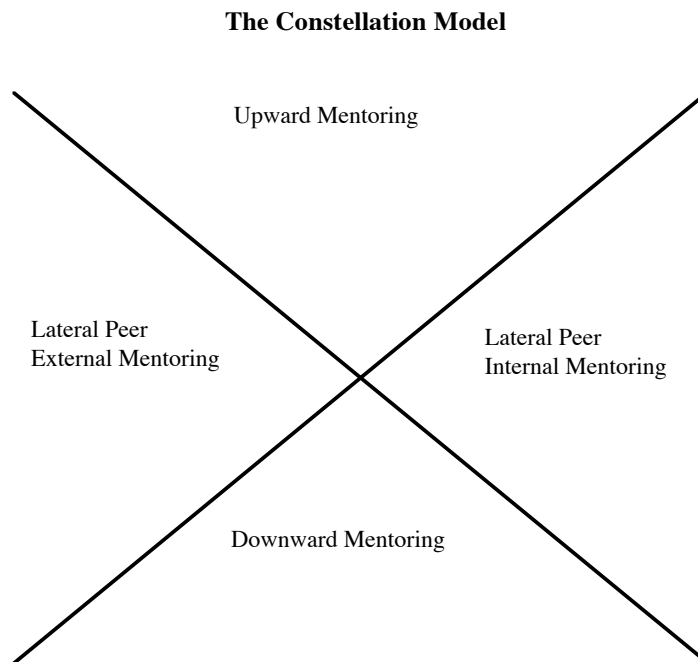 The Constellation Model
Upward Mentoring
Lateral Peer
External Mentoring
Lateral Peer
Internal Mentoring
Downward Mentoring